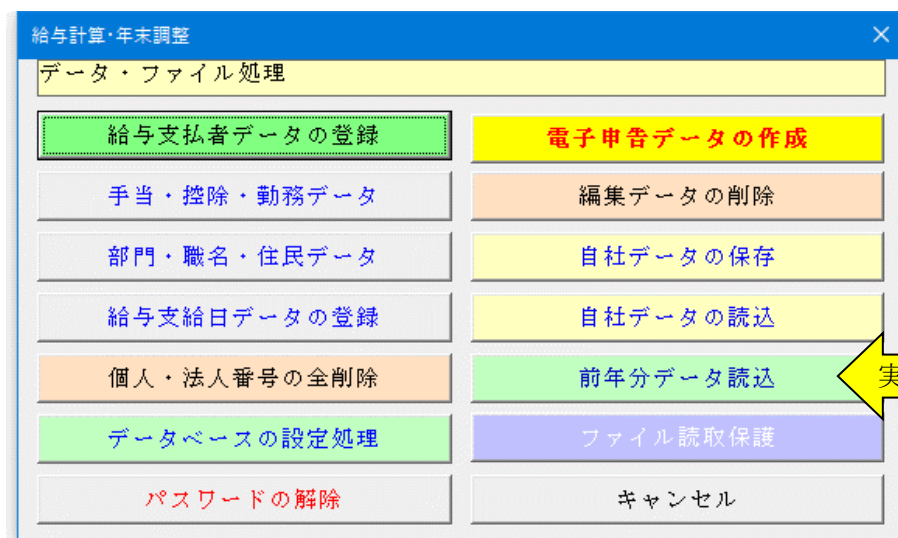 給与計算・年末調整
データ・ファイル処理
給与支払者データの登録
電子申告データの作成
手当・控除・勤務データ
編集データの削除
部門・職名・住民データ
自社データの保存
給与支給日データの登録
自社データの読込
個人・法人番号の全削除
前年分データ読込
実
データベースの設定処理
ファイル読取保護
パスワードの解除
キャンセル